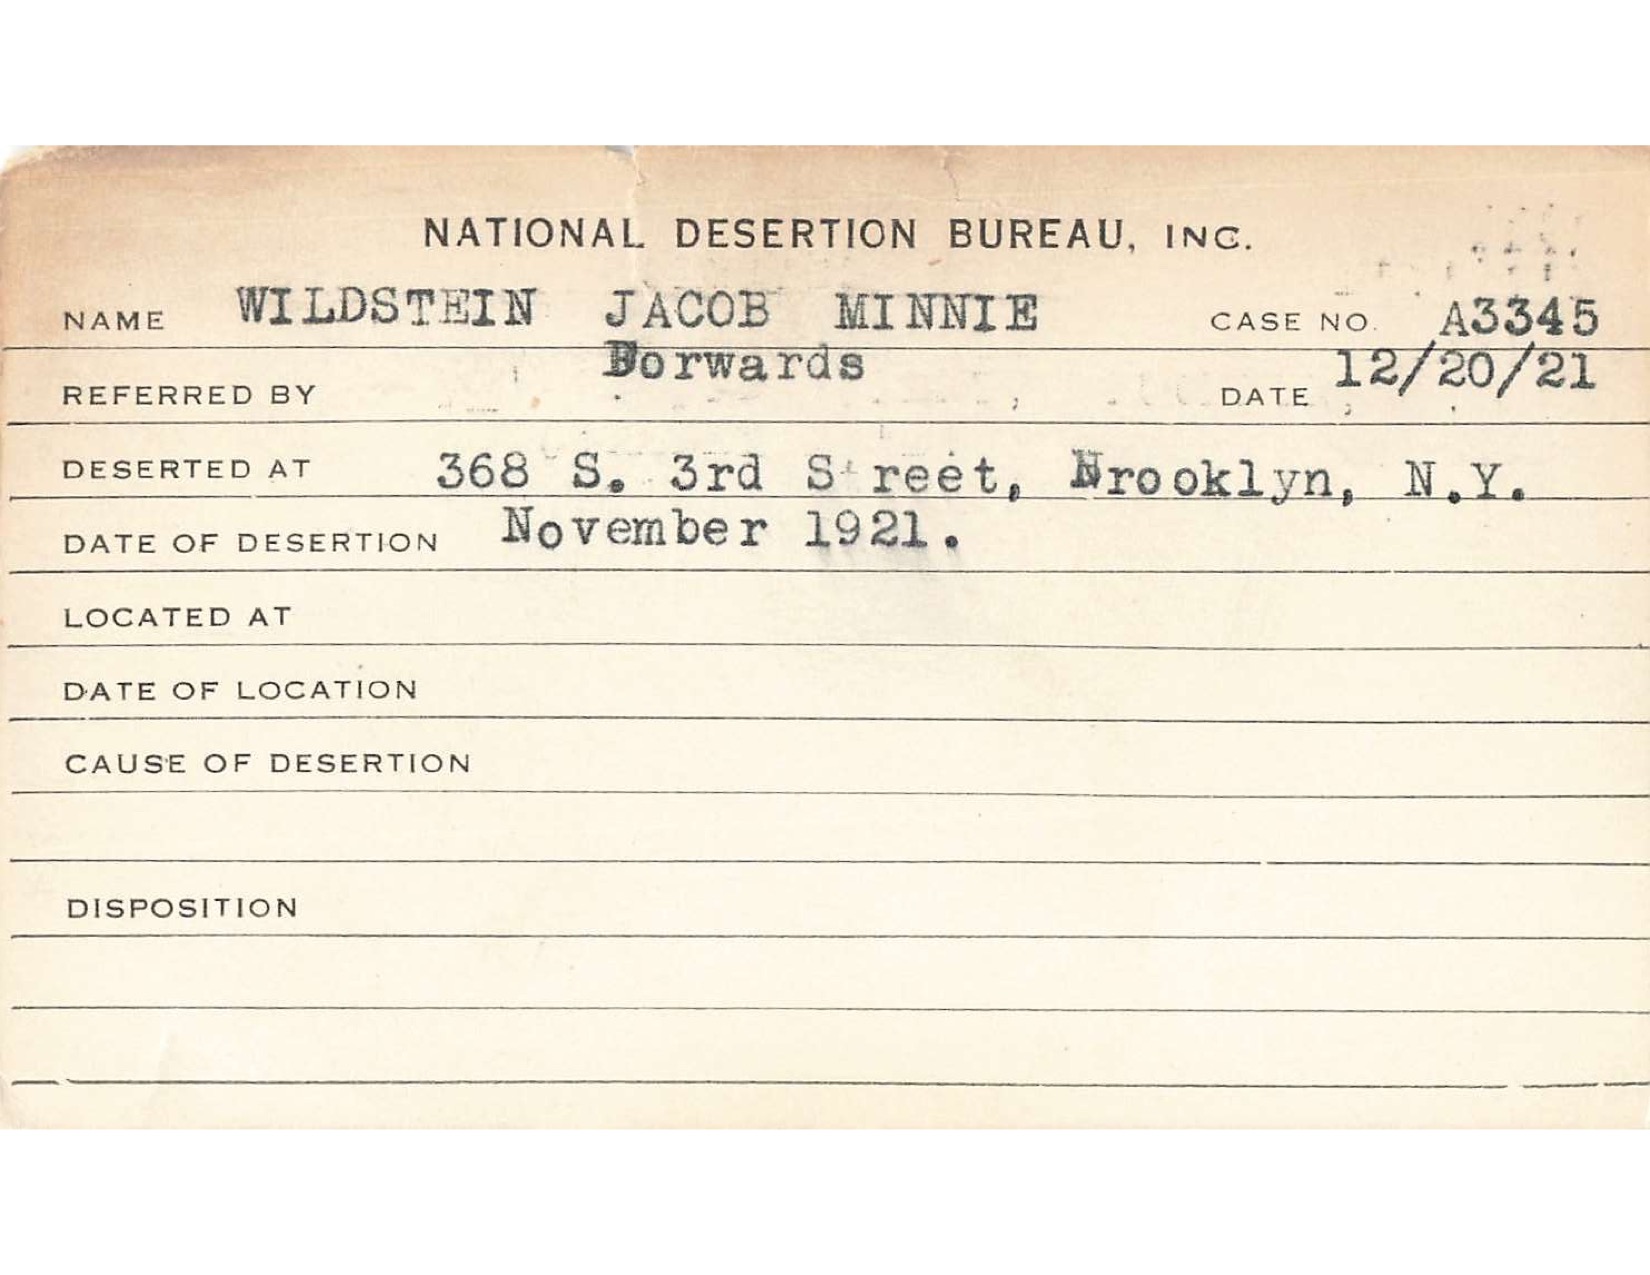 NATIONAL DESERTION BUREAU, INC.
NAME WILDSTEIN JACOB MINNIE CASE NO. A3345
REFERRED BY Forwards DATE 12/20/21
DESERTED AT 368 S. 3rd Street, Brooklyn, N.Y.
DATE OF DESERTION November 1921.
LOCATED AT
DATE OF LOCATION
CAUSE OF DESERTION
DISPOSITION